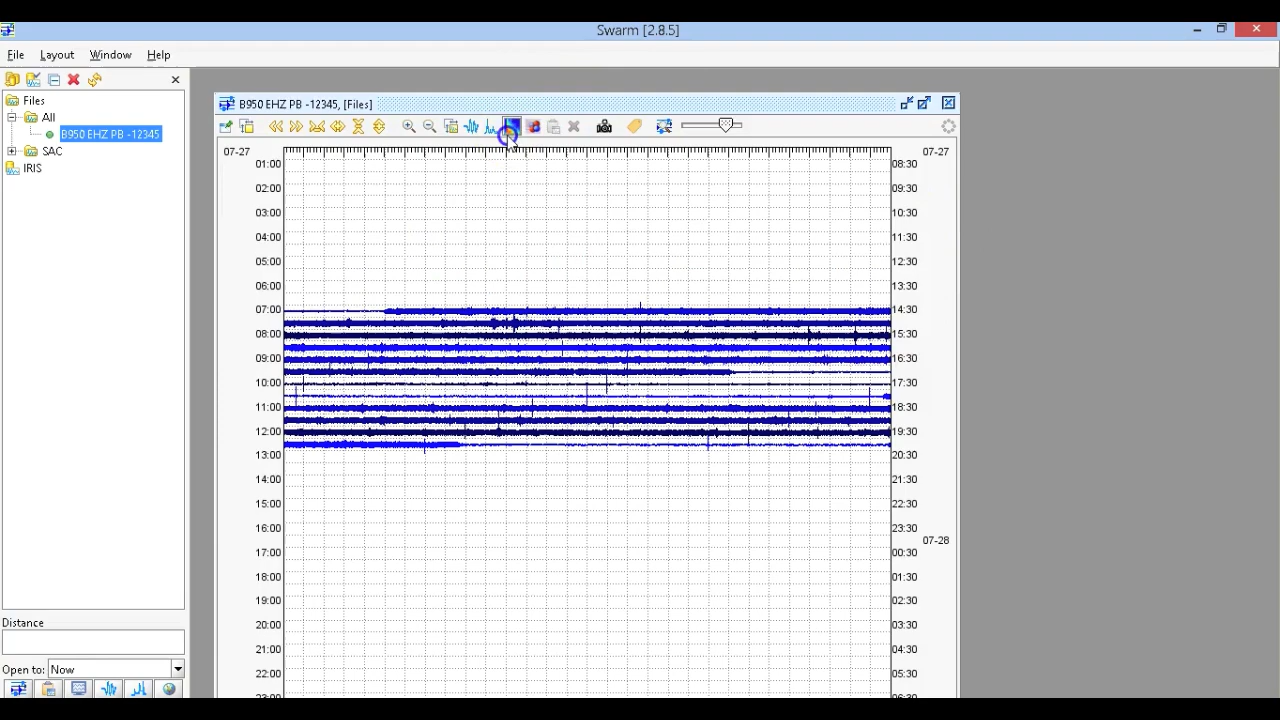 Swarm [2.8.5]
File Layout Window Help
B950 EHZ PB -12345, [Files]
Files
All
B950 EHZ PB -12345
SAC
IRIS
07-27 07-27
01:00 08:30
02:00 09:30
03:00 10:30
04:00 11:30
05:00 12:30
06:00 13:30
07:00 14:30
08:00 15:30
09:00 16:30
10:00 17:30
11:00 18:30
12:00 19:30
13:00 20:30
14:00 21:30
15:00 22:30
16:00 23:30
07-28
17:00 00:30
18:00 01:30
19:00 02:30
20:00 03:30
21:00 04:30
22:00 05:30
Distance
Open to: Now